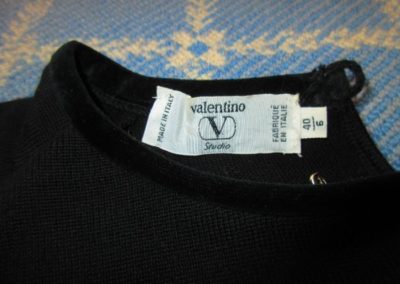 MADE IN ITALY
valentino
V
Studio
FABRIQUÉ
EN ITALIE
40
6